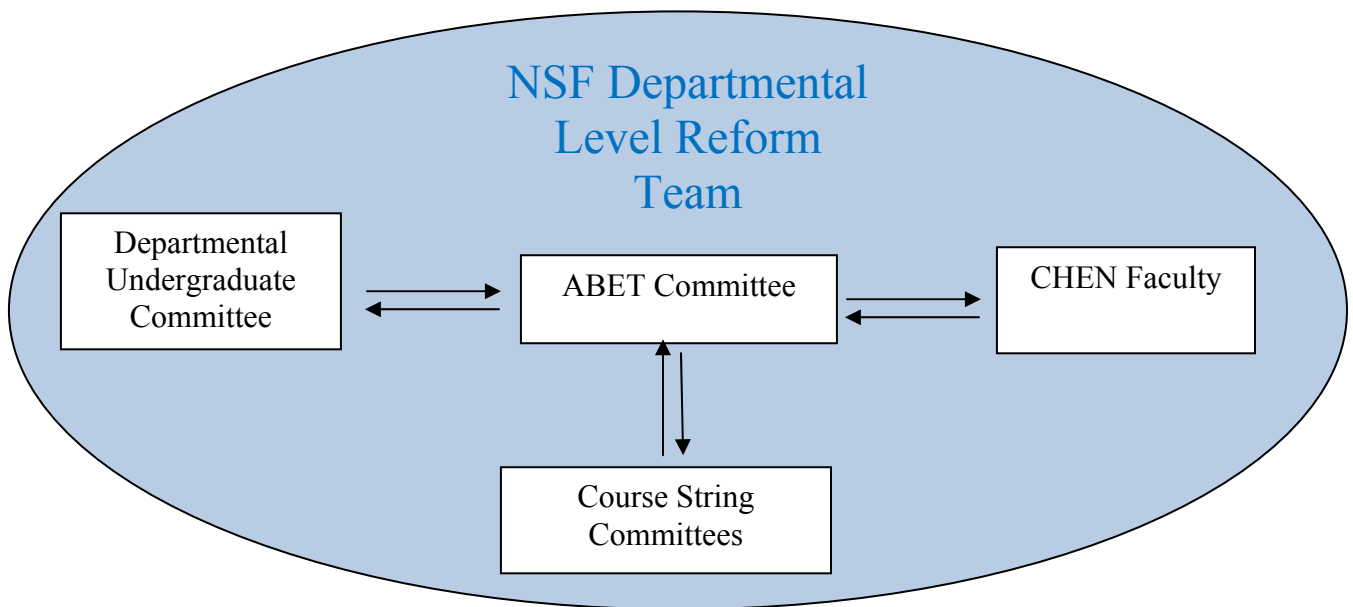 NSF Departmental
Level Reform
Team
Departmental
Undergraduate
Committee
ABET Committee
CHEN Faculty
Course String
Committees